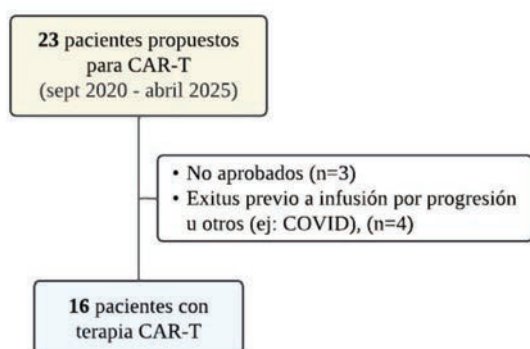 23 pacientes propuestos
para CAR-T
(sept 2020 - abril 2025)
• No aprobados (n=3)
• Exitus previo a infusión por progresión
u otros (ej: COVID), (n=4)
16 pacientes con
terapia CAR-T